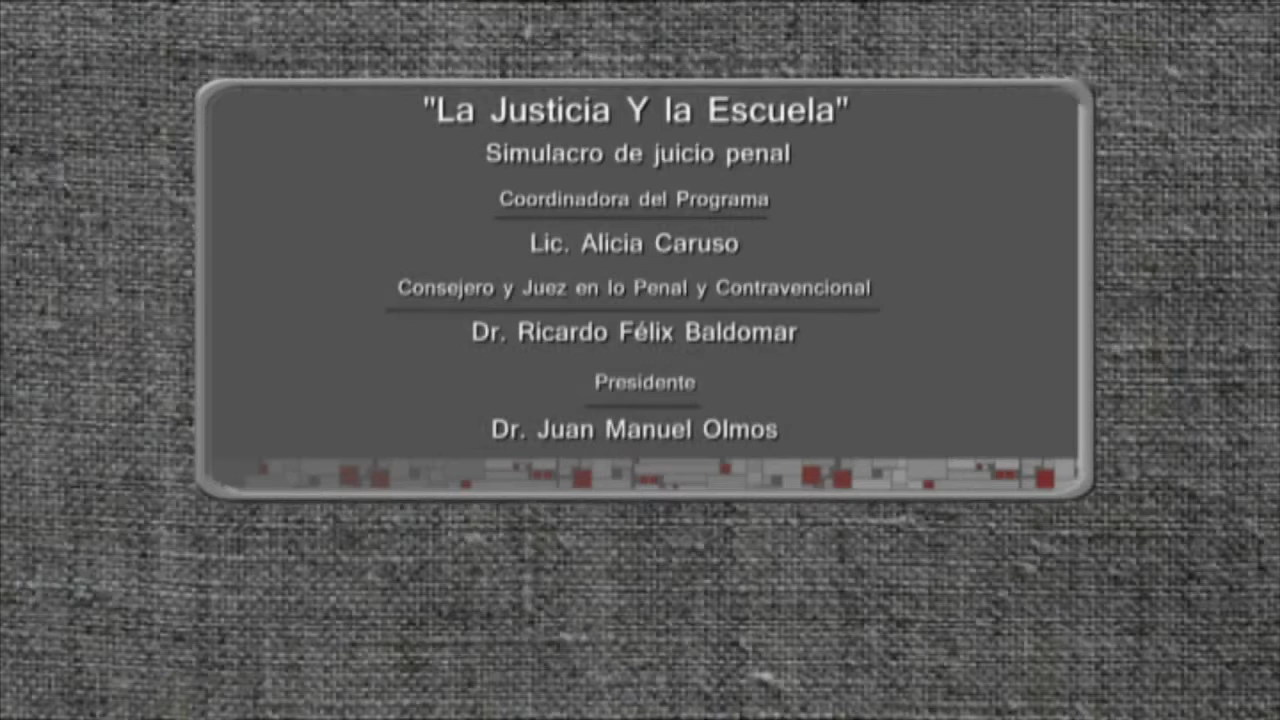 "La Justicia Y la Escuela"
Simulacro de juicio penal
Coordinadora del Programa
Lic. Alicia Caruso
Consejero y Juez en lo Penal y Contravencional
Dr. Ricardo Félix Baldomar
Presidente
Dr. Juan Manuel Olmos